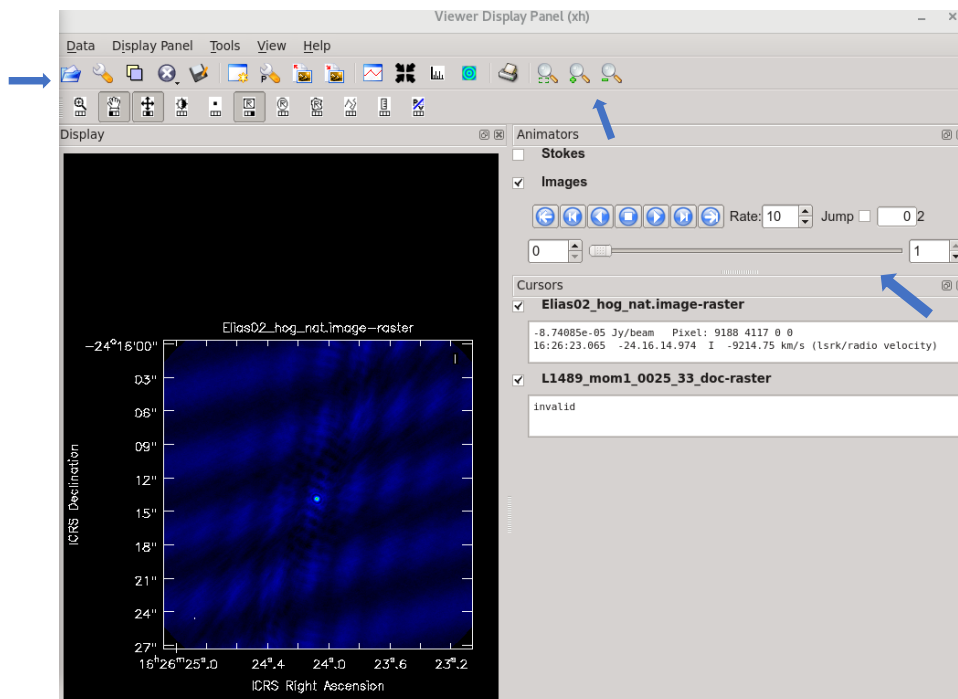 Viewer Display Panel (xh)
Data Display Panel Tools View Help
Display
Animators
Stokes
Images
Rate: 10 Jump 0 2
0 1
Cursors
Elias02_hog_nat.image-raster
-8.74085e-05 Jy/beam Pixel: 9188 4117 0 0
16:26:23.065 -24.16.14.974 I -9214.75 km/s (lsrk/radio velocity)
L1489_mom1_0025_33_doc-raster
invalid
Elias02_hog_nat.image-raster
-24°16'00"
03"
06"
09"
12"
15"
18"
21"
24"
27"
ICRS Declination
16h26m25s.0 24s.4 24s.0 23s.6 23s.2
ICRS Right Ascension